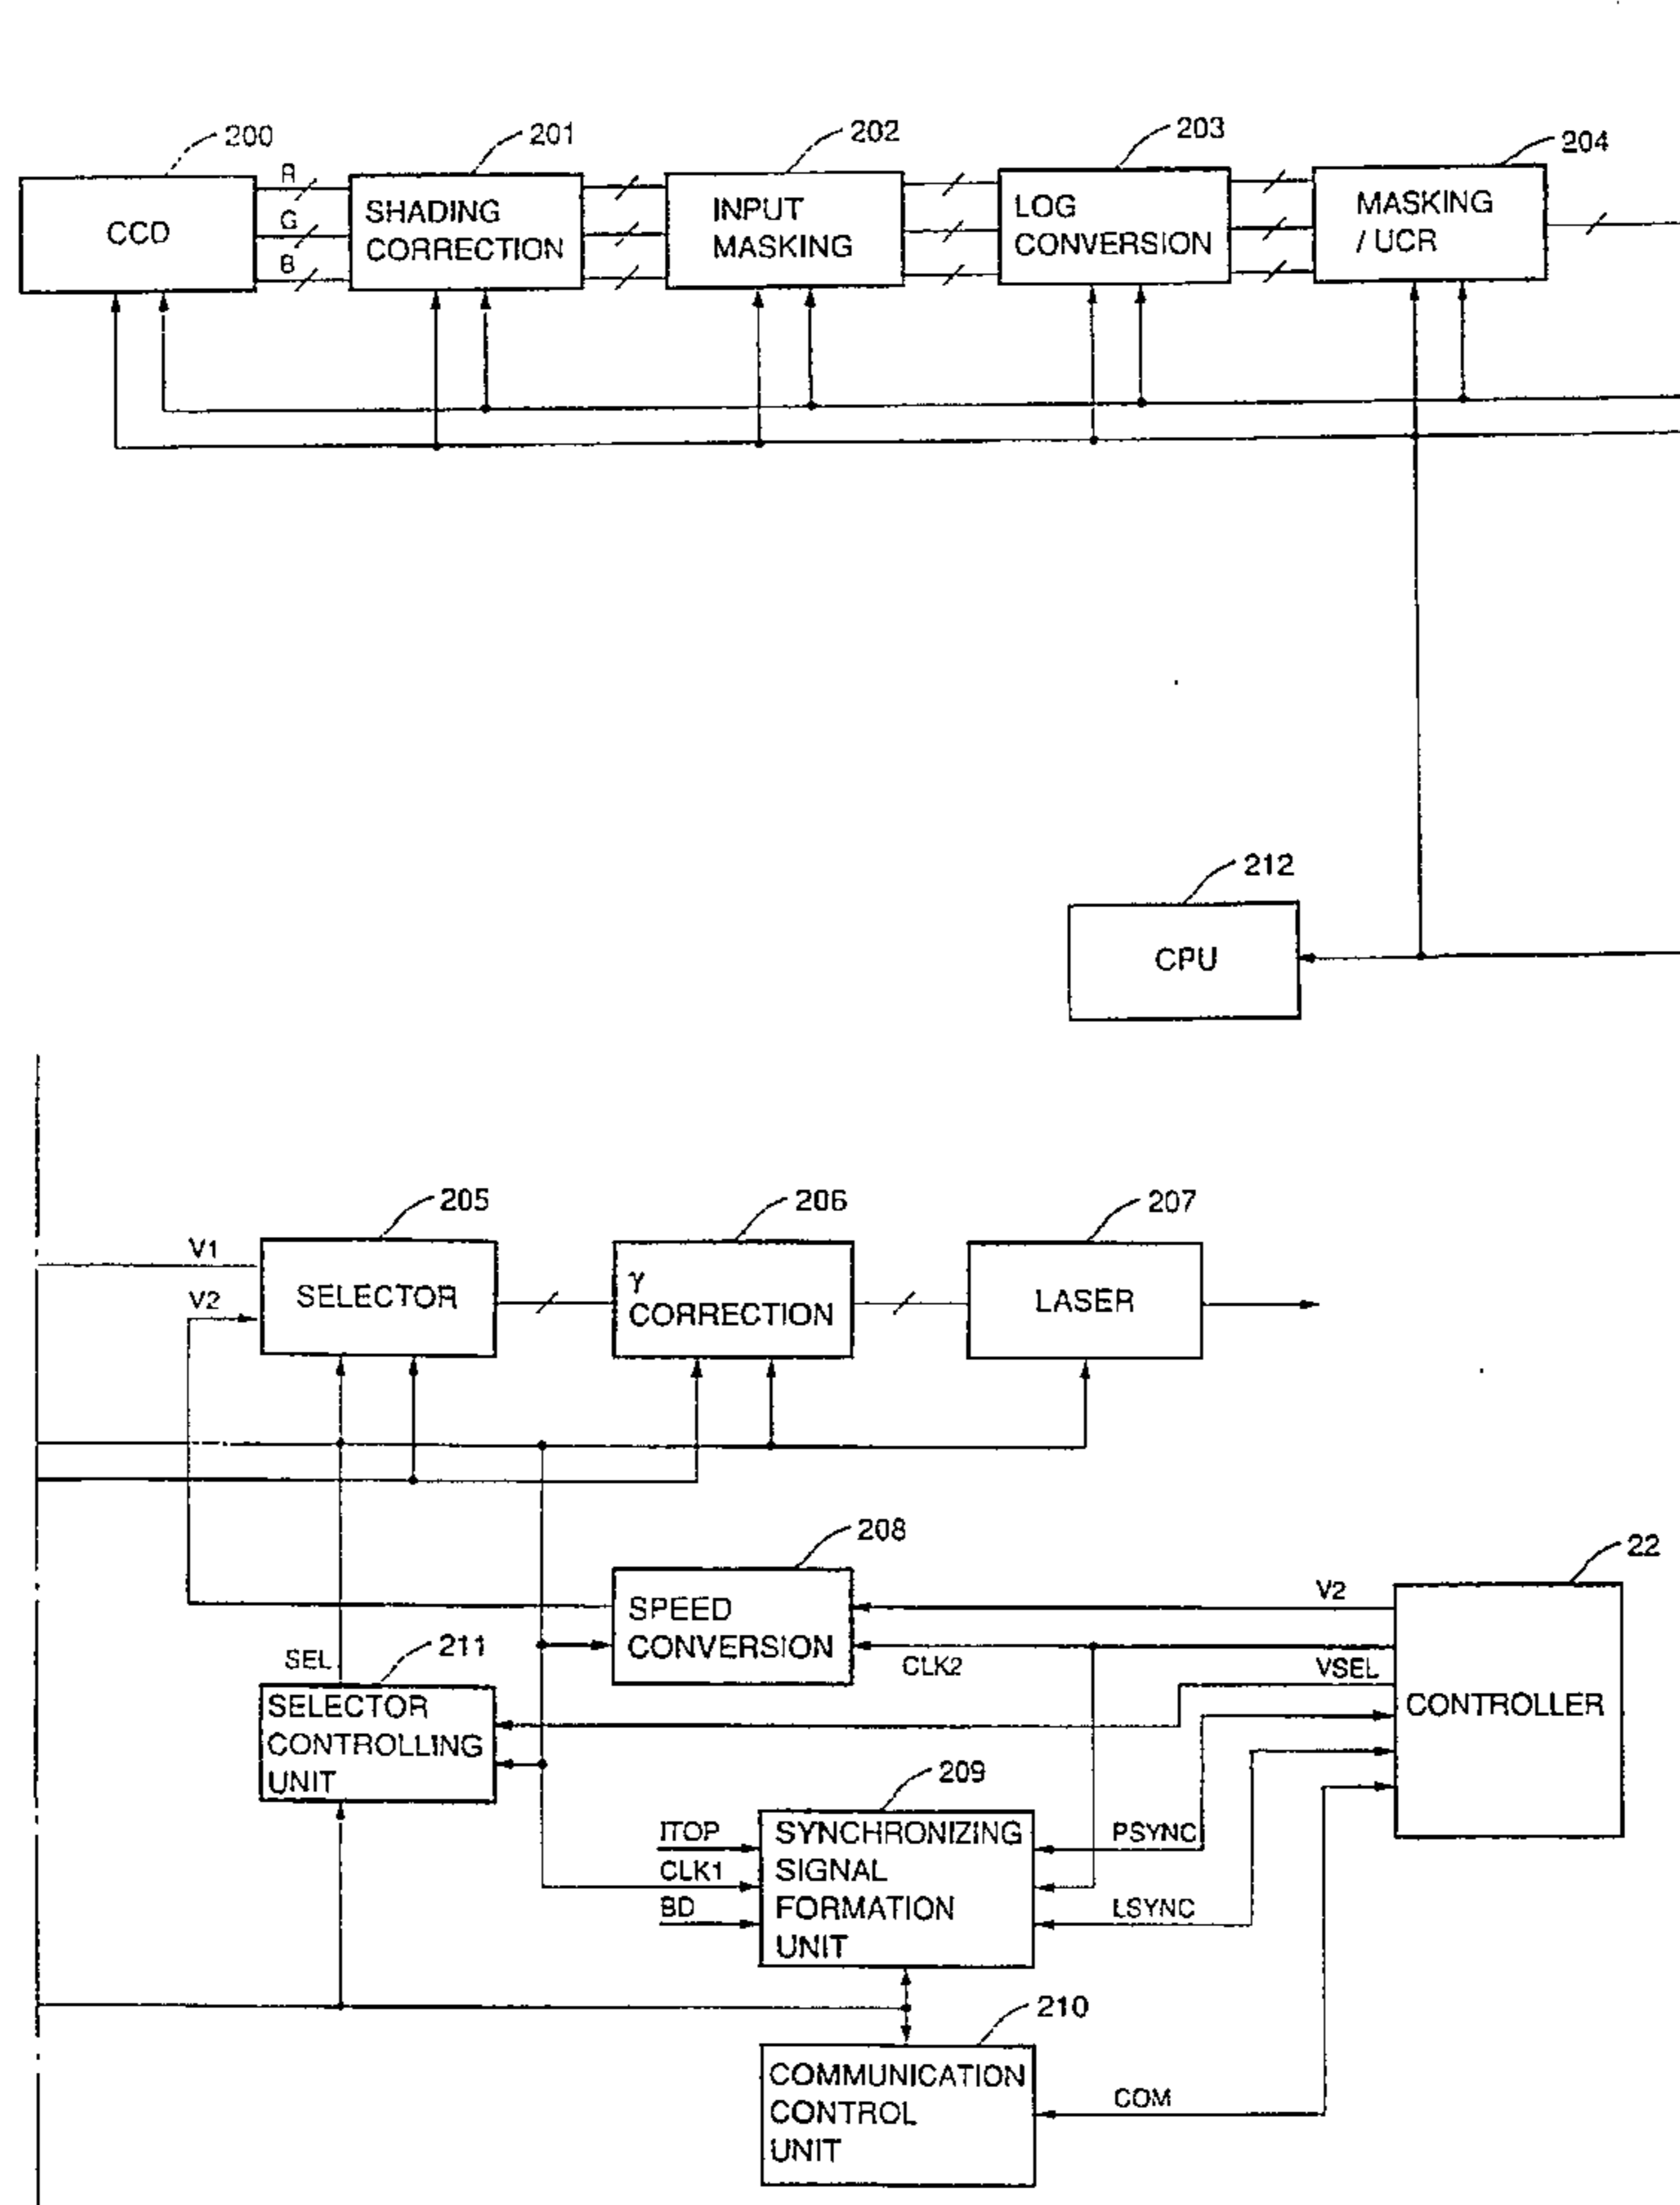 200
201
202
203
204
R
G
B
CCD
SHADING
CORRECTION
INPUT
MASKING
LOG
CONVERSION
MASKING
/ UCR
212
CPU
205
206
207
V1
V2
SELECTOR
γ
CORRECTION
LASER
208
22
SPEED
CONVERSION
V2
CLK2
VSEL
CONTROLLER
SEL
211
SELECTOR
CONTROLLING
UNIT
209
ITOP
CLK1
BD
SYNCHRONIZING
SIGNAL
FORMATION
UNIT
PSYNC
LSYNC
210
COMMUNICATION
CONTROL
UNIT
COM